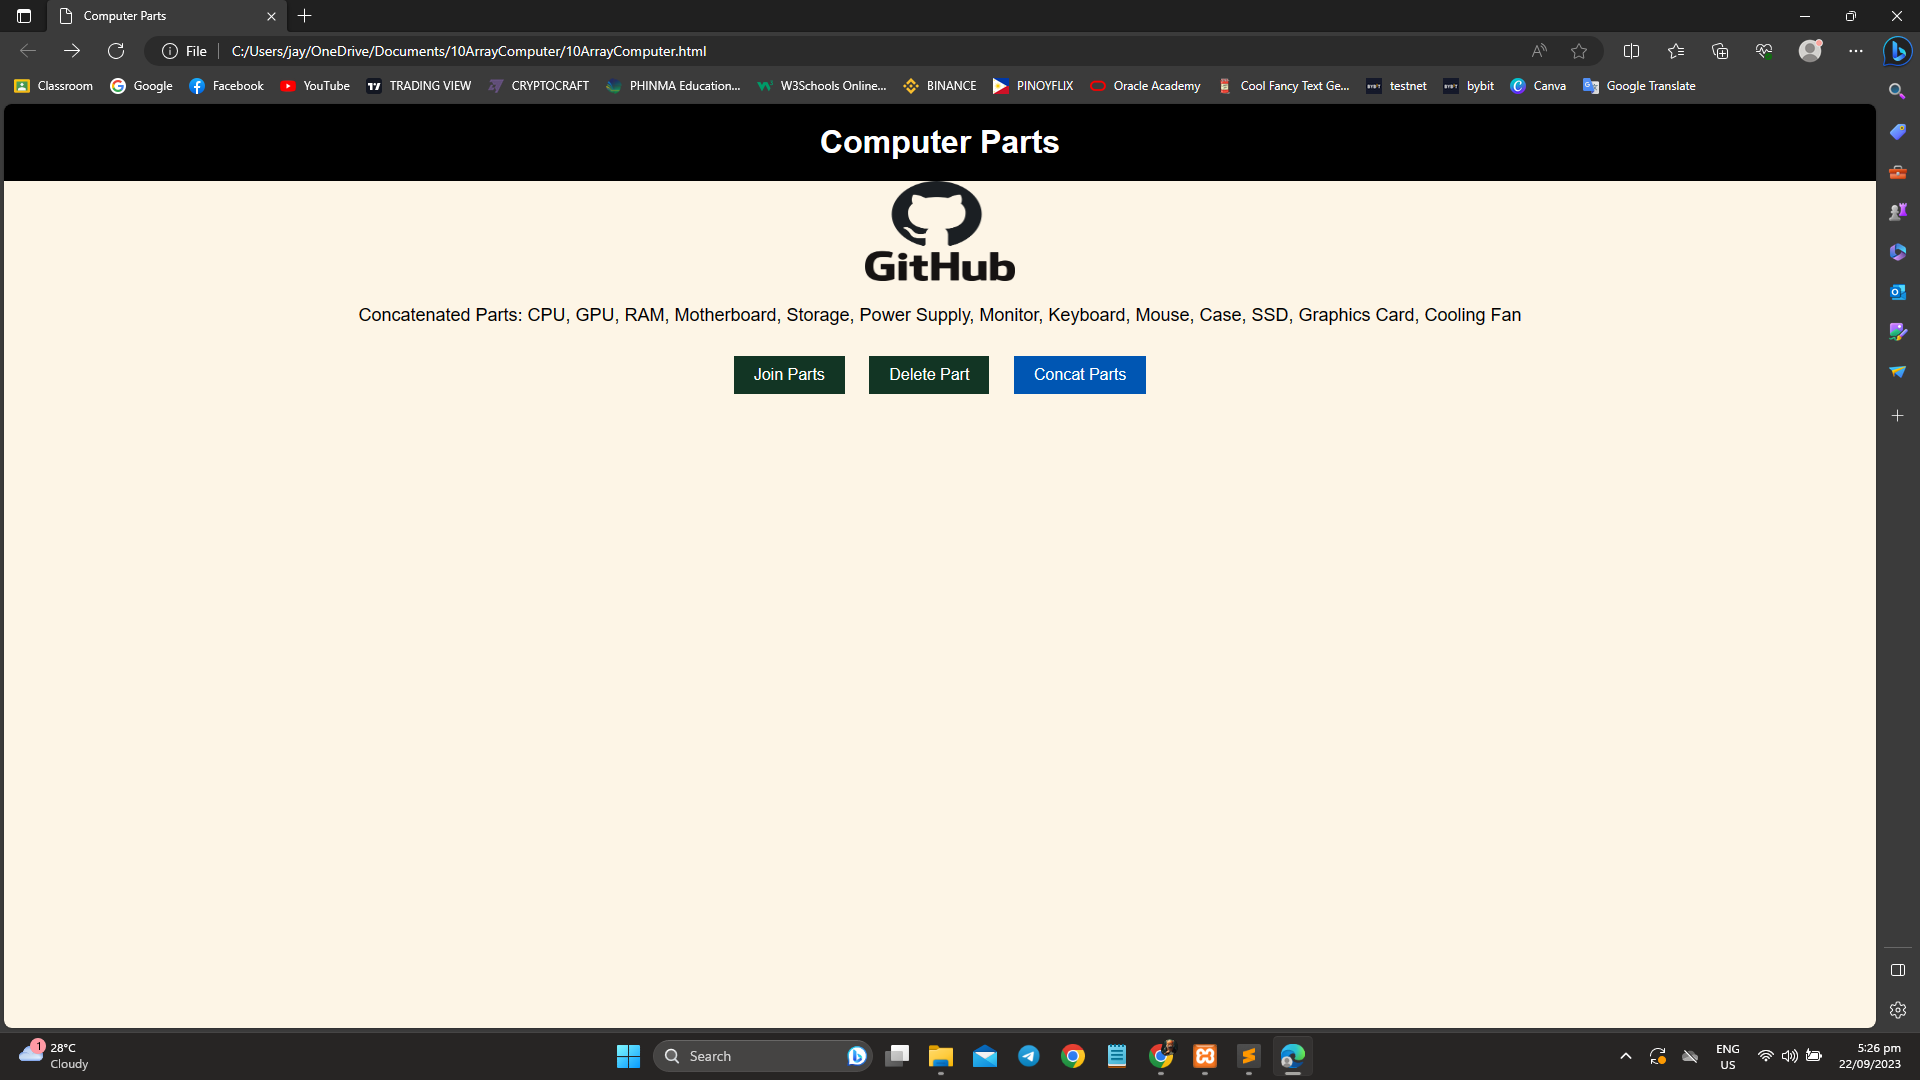 Computer Parts
File C:/Users/jay/OneDrive/Documents/10ArrayComputer/10ArrayComputer.html
Classroom Google Facebook YouTube TRADING VIEW CRYPTOCRAFT PHINMA Education... W3Schools Online... BINANCE PINOYFLIX Oracle Academy Cool Fancy Text Ge... testnet bybit Canva Google Translate
Computer Parts
GitHub
Concatenated Parts: CPU, GPU, RAM, Motherboard, Storage, Power Supply, Monitor, Keyboard, Mouse, Case, SSD, Graphics Card, Cooling Fan
Join Parts Delete Part Concat Parts
1 28°C
Cloudy
Search
ENG
US
5:26 pm
22/09/2023